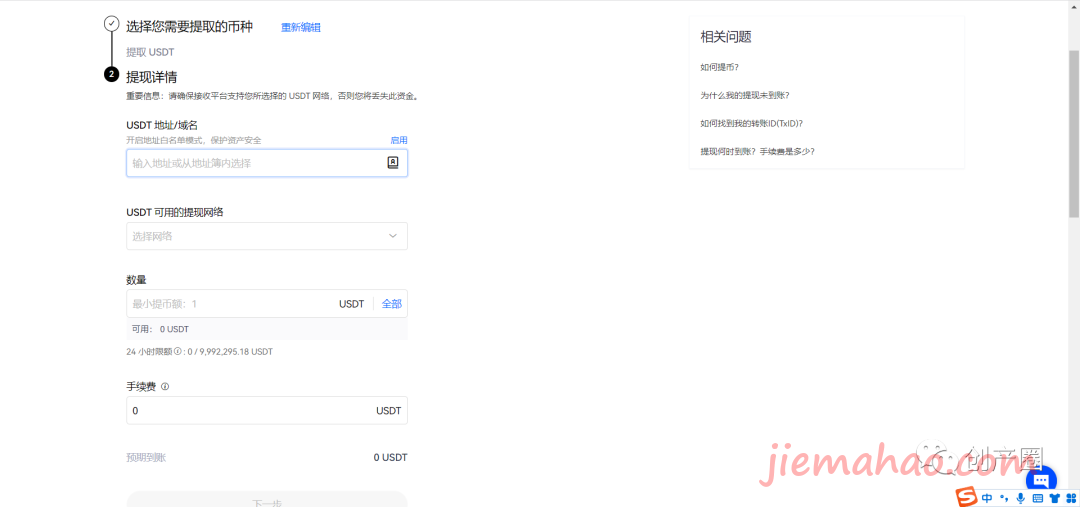 选择您需要提取的币种 重新编辑
提取 USDT
2 提现详情
重要信息：请确保接收平台支持您所选择的 USDT 网络，否则您将丢失此资金。
USDT 地址/域名
开启地址白名单模式，保护资产安全 启用
输入地址或从地址簿内选择
USDT 可用的提现网络
选择网络
数量
最小提币额：1 USDT 全部
可用： 0 USDT
24 小时限额 : 0 / 9,992,295.18 USDT
手续费
0 USDT
预期到账 0 USDT
下一步
相关问题
如何提币？
为什么我的提现未到账？
如何找到我的转账ID(TxID)?
提现何时到账？手续费是多少？
jiemahao.com
创产圈
S 中